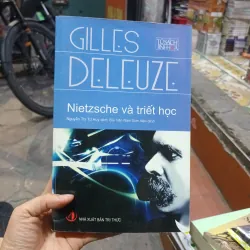 GILLES
DELEUZE
Nietzsche và triết học
NHÀ XUẤT BẢN TRI THỨC